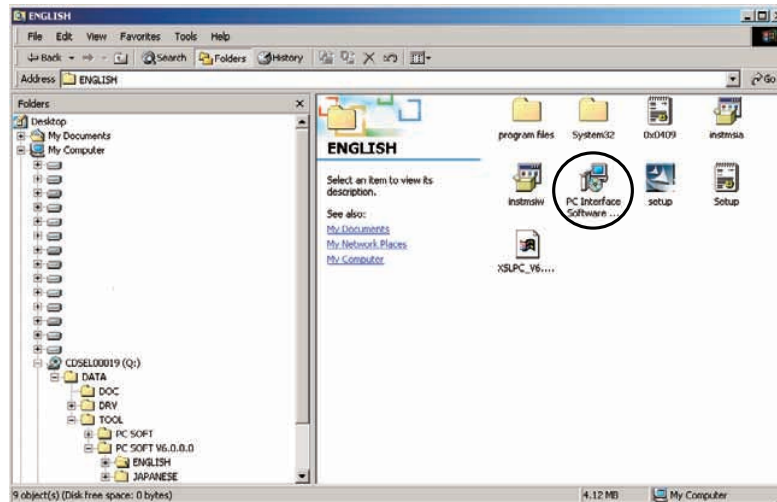 ENGLISH
File Edit View Favorites Tools Help
Back Search Folders History
Address ENGLISH Go
Folders
Desktop
My Documents
My Computer
CDSEL00019 (Q:)
DATA
DOC
DRV
TOOL
PC SOFT
PC SOFT V6.0.0.0
ENGLISH
JAPANESE
ENGLISH
Select an item to view its
description.
See also:
My Documents
My Network Places
My Computer
program files System32 0x0409 instmsia
instmsiw PC Interface
Software ... setup Setup
XSLPC_V6....
9 object(s) (Disk free space: 0 bytes) 4.12 MB My Computer